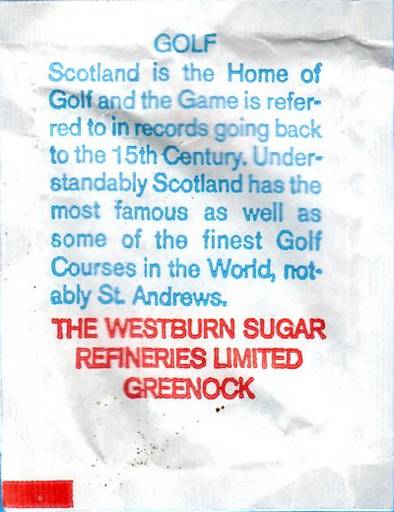 GOLF
Scotland is the Home of
Golf and the Game is refer-
red to in records going back
to the 15th Century. Under-
standably Scotland has the
most famous as well as
some of the finest Golf
Courses in the World, not-
ably St. Andrews.
THE WESTBURN SUGAR
REFINERIES LIMITED
GREENOCK